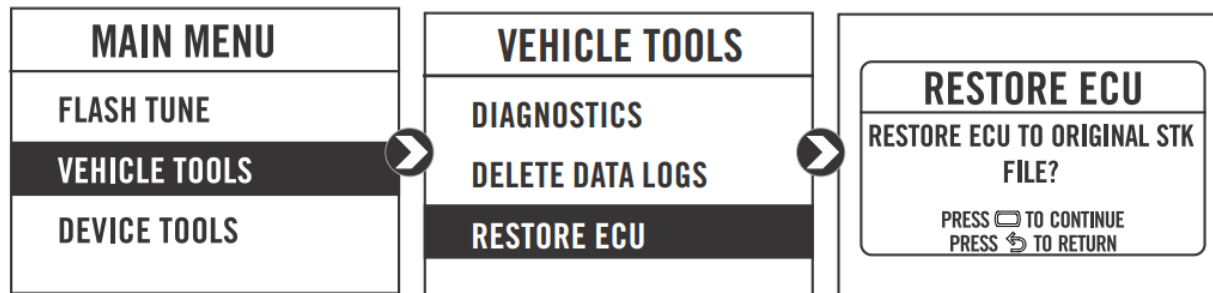 MAIN MENU
FLASH TUNE
VEHICLE TOOLS
DEVICE TOOLS
VEHICLE TOOLS
DIAGNOSTICS
DELETE DATA LOGS
RESTORE ECU
RESTORE ECU
RESTORE ECU TO ORIGINAL STK
FILE?
PRESS TO CONTINUE
PRESS TO RETURN